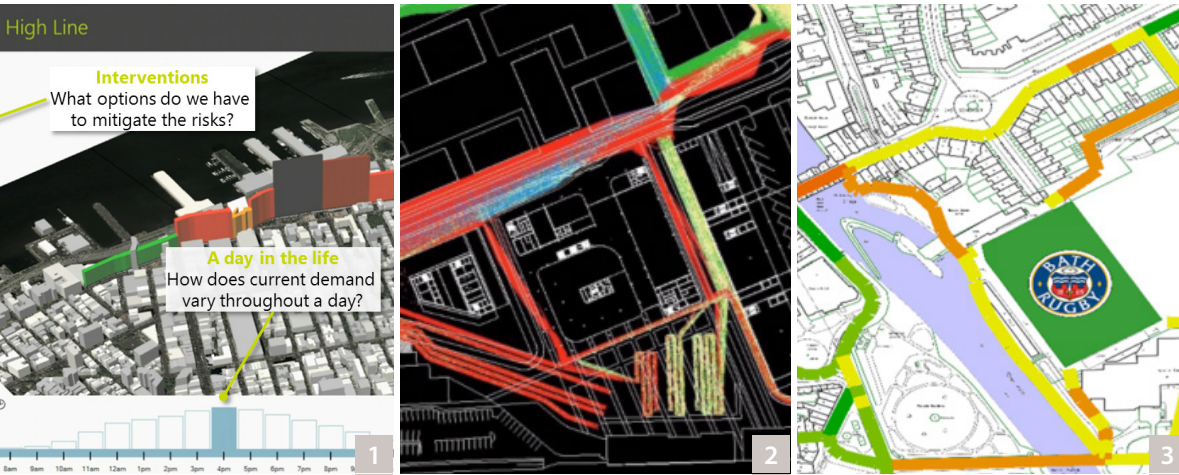 High Line
Interventions
What options do we have
to mitigate the risks?
A day in the life
How does current demand
vary throughout a day?
8am 9am 10am 11am 12am 1pm 2pm 3pm 4pm 5pm 6pm 7pm 8pm
1
2
BATH
RUGBY
3